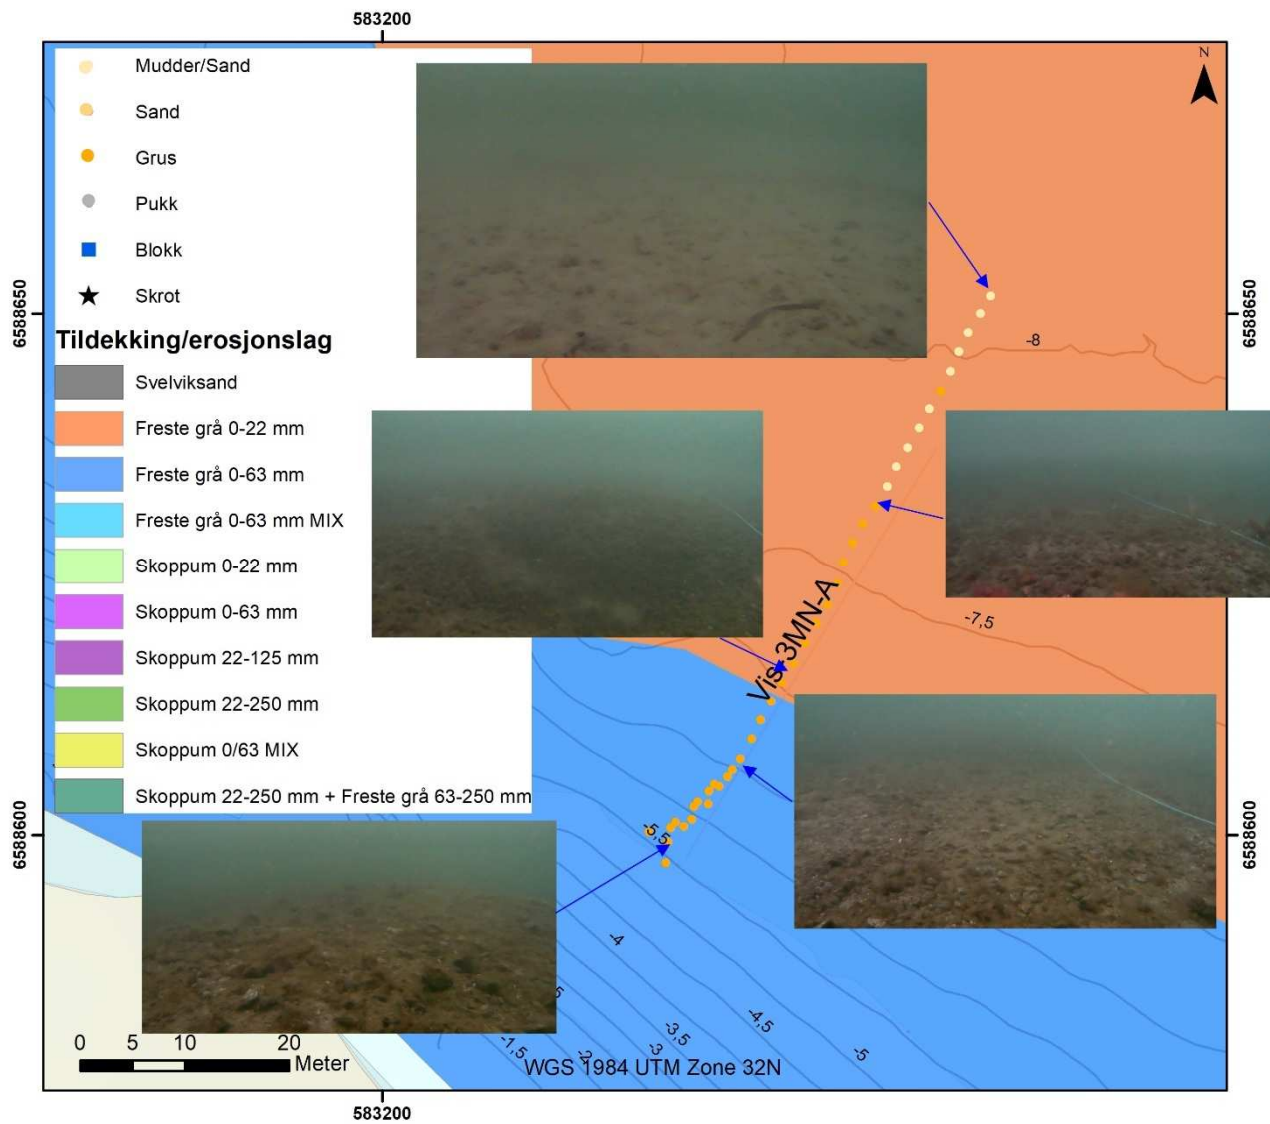 583200
N
Mudder/Sand
Sand
Grus
Pukk
Blokk
Skrot
Tildekking/erosjonslag
Svelviksand
Freste grå 0-22 mm
Freste grå 0-63 mm
Freste grå 0-63 mm MIX
Skoppum 0-22 mm
Skoppum 0-63 mm
Skoppum 22-125 mm
Skoppum 22-250 mm
Skoppum 0/63 MIX
Skoppum 22-250 mm + Freste grå 63-250 mm
6588650
6588650
-8
-7,5
Vis-3MN-A
6588600
6588600
-5,5
-4
-4,5
-3,5
-5
-3
-2
-1,5
0 5 10 20
Meter
WGS 1984 UTM Zone 32N
583200